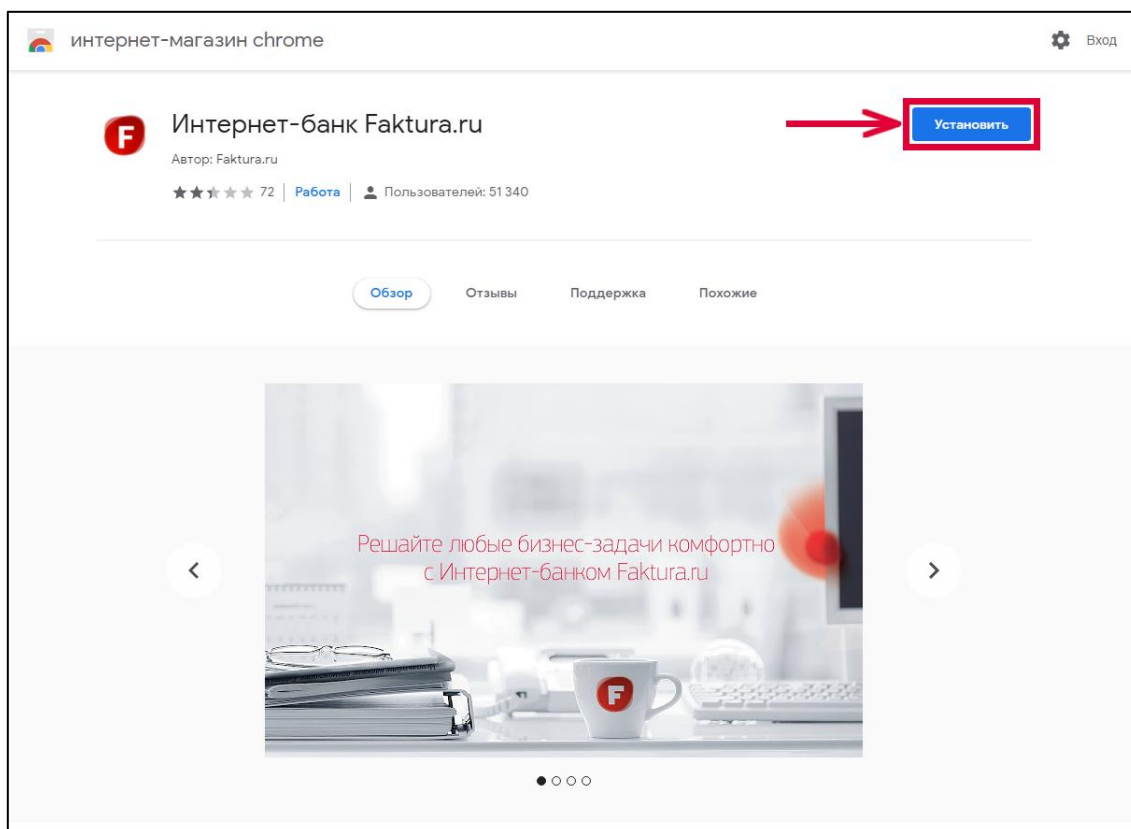 интернет-магазин chrome
Вход
Интернет-банк Faktura.ru
Установить
Автор: Faktura.ru
72 | Работа | Пользователей: 51 340
Обзор Отзывы Поддержка Похожие
Решайте любые бизнес-задачи комфортно
с Интернет-банком Faktura.ru
F